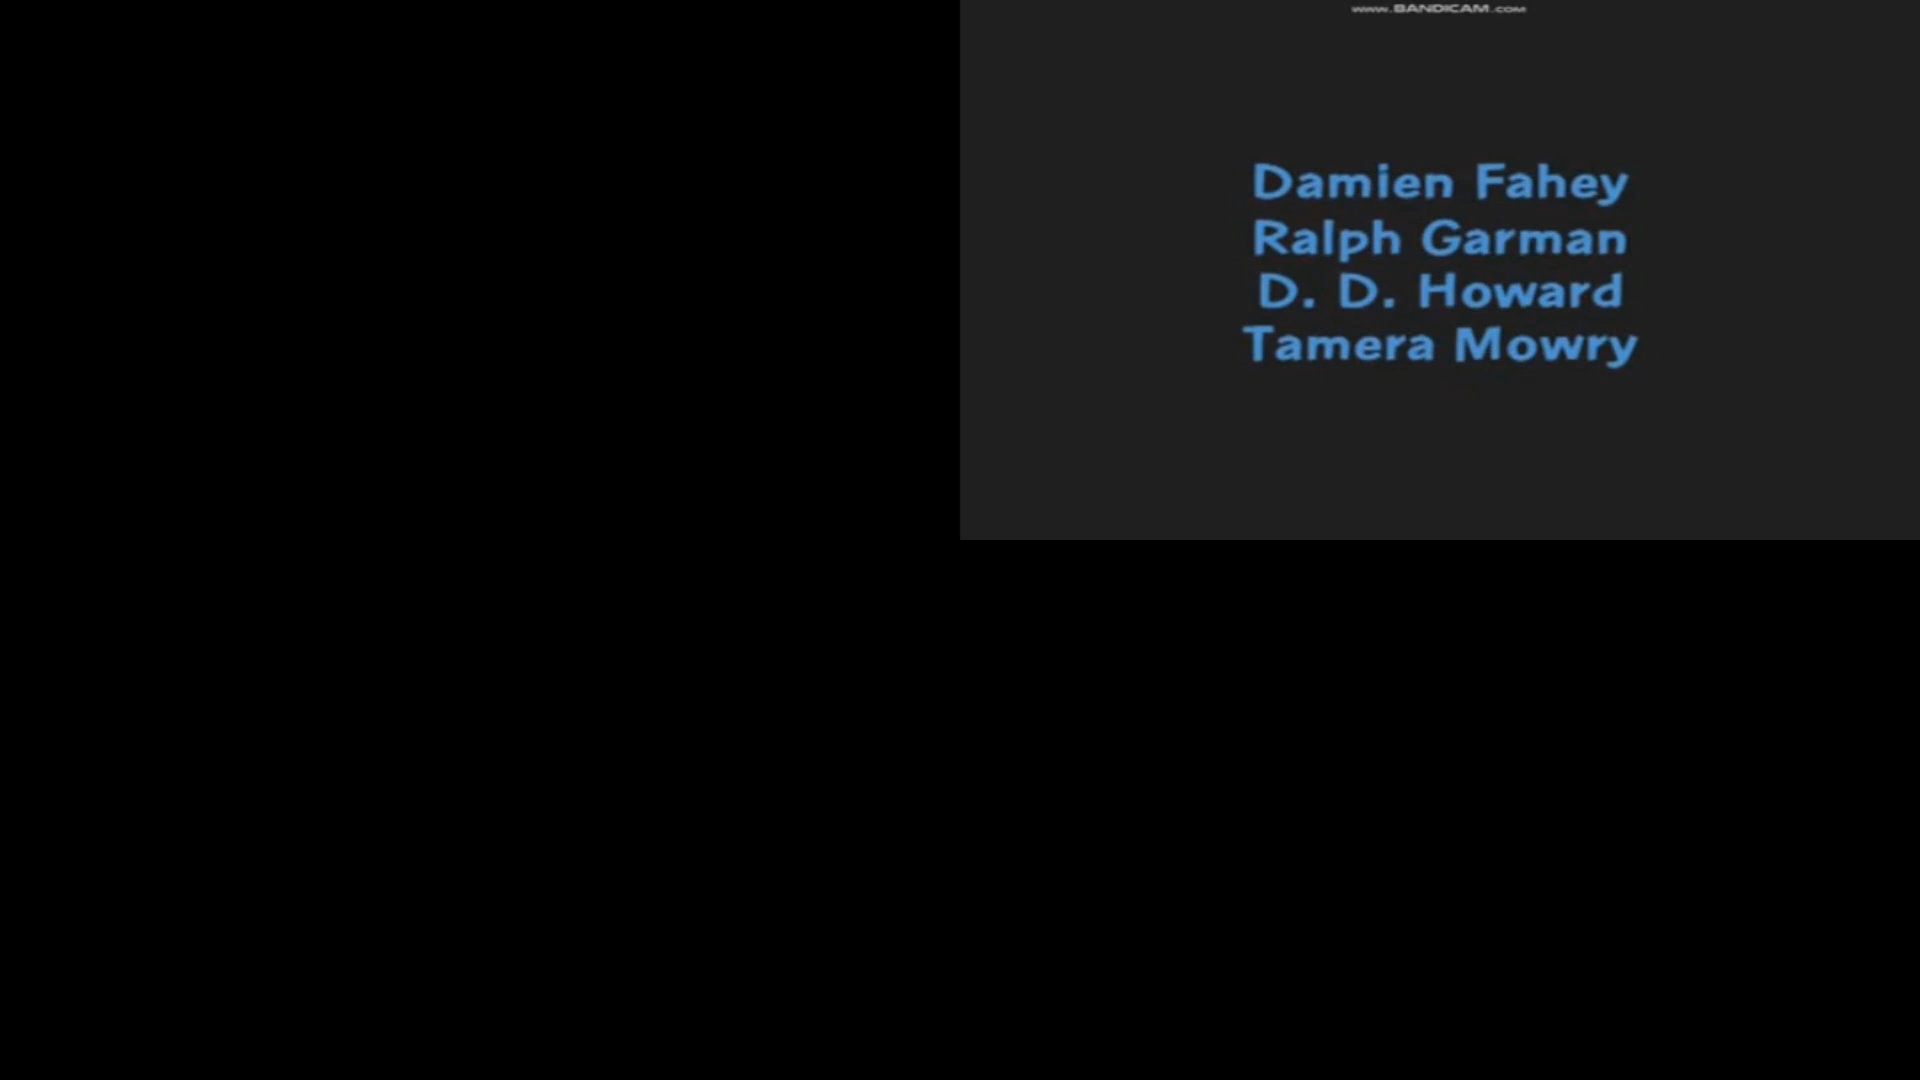 www.BANDICAM.com
Damien Fahey
Ralph Garman
D. D. Howard
Tamera Mowry